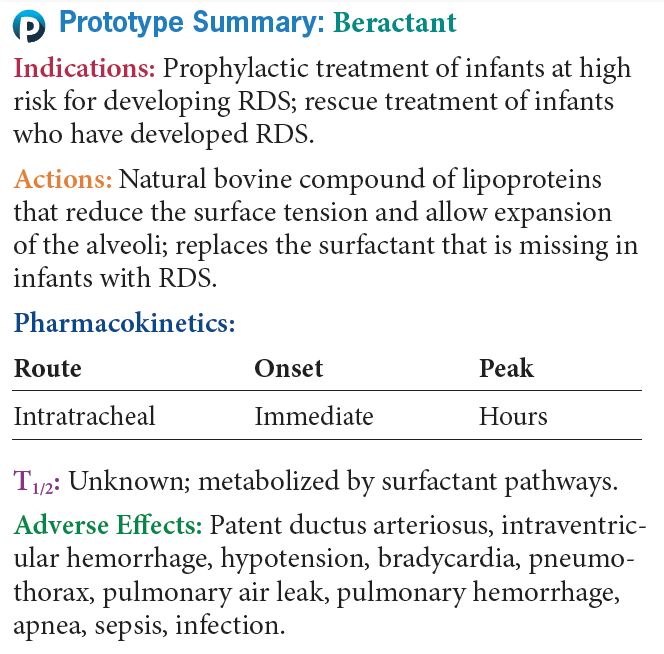 P Prototype Summary: Beractant
Indications: Prophylactic treatment of infants at high
risk for developing RDS; rescue treatment of infants
who have developed RDS.
Actions: Natural bovine compound of lipoproteins
that reduce the surface tension and allow expansion
of the alveoli; replaces the surfactant that is missing in
infants with RDS.
Pharmacokinetics:
Route Onset Peak
Intratracheal Immediate Hours
T1/2: Unknown; metabolized by surfactant pathways.
Adverse Effects: Patent ductus arteriosus, intraventric-
ular hemorrhage, hypotension, bradycardia, pneumo-
thorax, pulmonary air leak, pulmonary hemorrhage,
apnea, sepsis, infection.